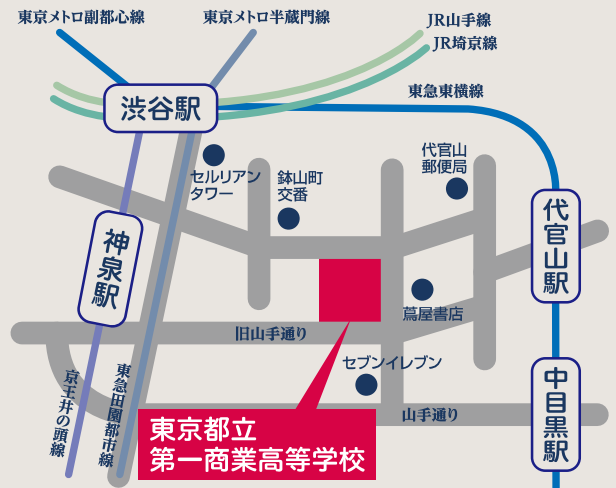 東京メトロ副都心線
東京メトロ半蔵門線
JR山手線
JR埼京線
東急東横線
渋谷駅
セルリアン
タワー
鉢山町
交番
代官山
郵便局
代官山駅
神泉駅
蔦屋書店
旧山手通り
セブンイレブン
中目黒駅
京王井の頭線
東急田園都市線
山手通り
東京都立
第一商業高等学校